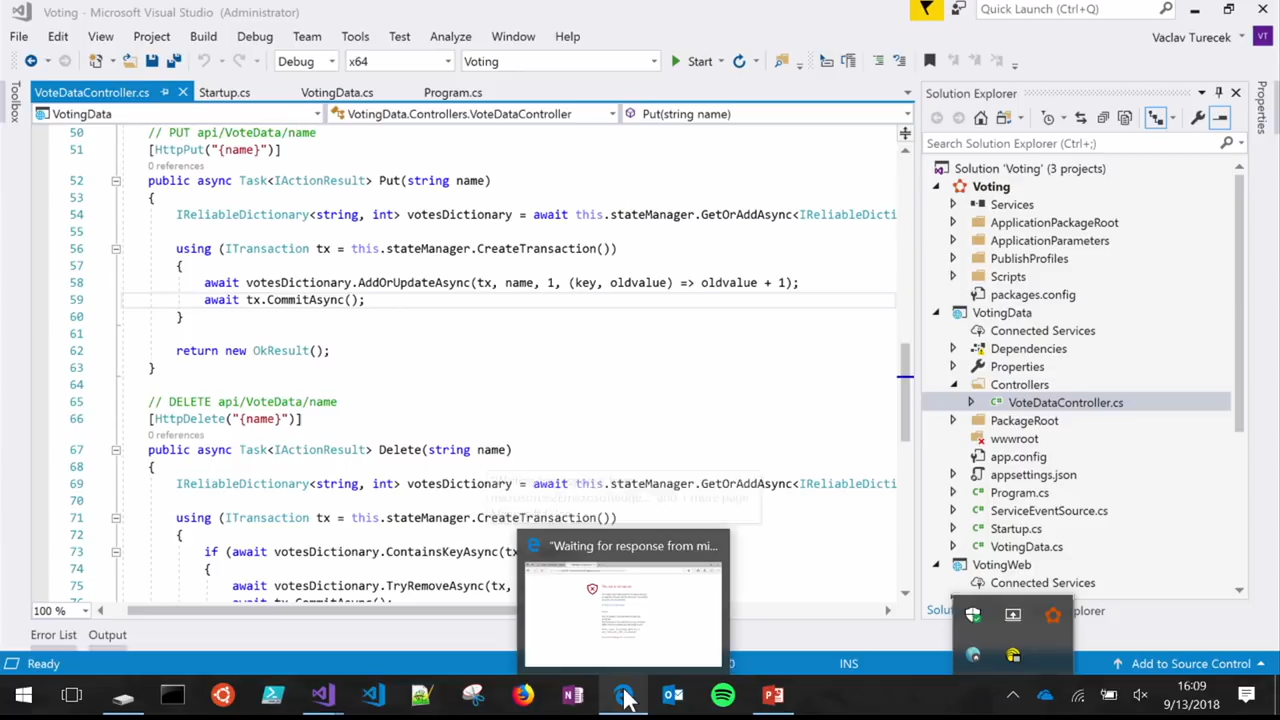 Voting - Microsoft Visual Studio (Administrator)
Quick Launch (Ctrl+Q)
File Edit View Project Build Debug Team Tools Test Analyze Window Help
Vaclav Turecek VT
Debug x64 Voting Start
Toolbox
VoteDataController.cs Startup.cs VotingData.cs Program.cs
VotingData VotingData.Controllers.VoteDataController Put(string name)
50 // PUT api/VoteData/name
51 [HttpPut("{name}")]
0 references
52 public async Task<IActionResult> Put(string name)
53 {
54 IReliableDictionary<string, int> votesDictionary = await this.stateManager.GetOrAddAsync<IReliableDicti
55
56 using (ITransaction tx = this.stateManager.CreateTransaction())
57 {
58 await votesDictionary.AddOrUpdateAsync(tx, name, 1, (key, oldvalue) => oldvalue + 1);
59 await tx.CommitAsync();
60 }
61
62 return new OkResult();
63 }
64
65 // DELETE api/VoteData/name
66 [HttpDelete("{name}")]
0 references
67 public async Task<IActionResult> Delete(string name)
68 {
69 IReliableDictionary<string, int> votesDictionary = await this.stateManager.GetOrAddAsync<IReliableDicti
70
71 using (ITransaction tx = this.stateManager.CreateTransaction())
72 {
73 if (await votesDictionary.ContainsKeyAsync(tx
74 {
75 await votesDictionary.TryRemoveAsync(tx,
100 %
Error List Output
Ready
INS
Add to Source Control
"Waiting for response from mi...
Solution Explorer
Search Solution Explorer (Ctrl+;)
Solution 'Voting' (3 projects)
Voting
Services
ApplicationPackageRoot
ApplicationParameters
PublishProfiles
Scripts
packages.config
VotingData
Connected Services
Dependencies
Properties
Controllers
VoteDataController.cs
PackageRoot
wwwroot
app.config
appsettings.json
Program.cs
ServiceEventSource.cs
Startup.cs
VotingData.cs
VotingWeb
Connected Services
Solu
xplorer
Properties
16:09
9/13/2018